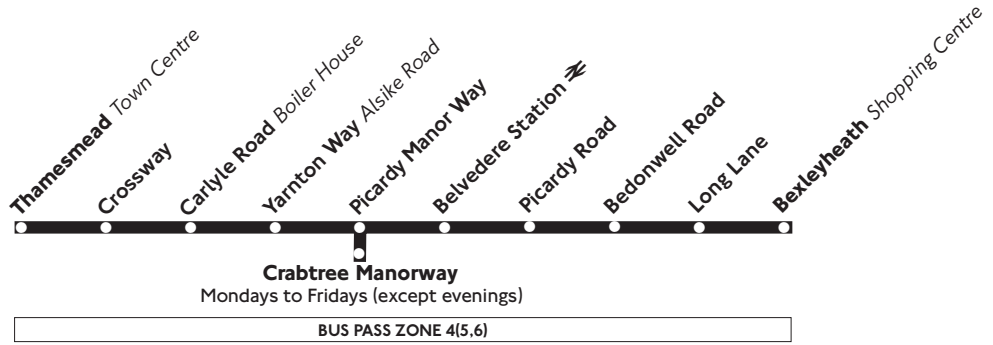 Thamesmead Town Centre
Crossway
Carlyle Road Boiler House
Yarnton Way Alsike Road
Picardy Manor Way
Belvedere Station
Picardy Road
Bedonwell Road
Long Lane
Bexleyheath Shopping Centre
Crabtree Manorway
Mondays to Fridays (except evenings)
BUS PASS ZONE 4(5,6)